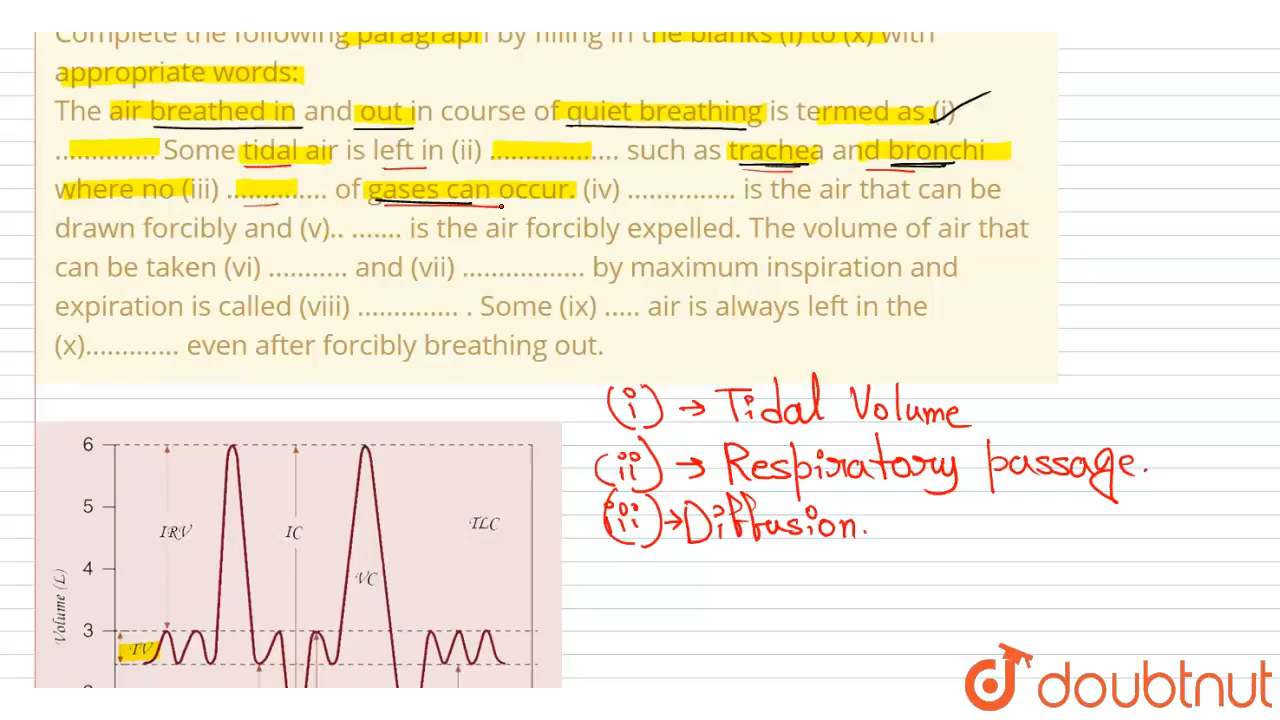 Complete the following paragraph by filling in the blanks (i) to (x) with
appropriate words:
The air breathed in and out in course of quiet breathing is termed as (i)
.............. Some tidal air is left in (ii) .................. such as trachea and bronchi
where no (iii) .............. of gases can occur. (iv) ............... is the air that can be
drawn forcibly and (v).. ....... is the air forcibly expelled. The volume of air that
can be taken (vi) ........... and (vii) ................. by maximum inspiration and
expiration is called (viii) .............. . Some (ix) ..... air is always left in the
(x)............. even after forcibly breathing out.
(i) → Tidal Volume
(ii) → Respiratory passage.
(iii) → Diffusion.
6
5
4
3
Volume (L)
IRV
IC
TLC
VC
TV
doubtnut